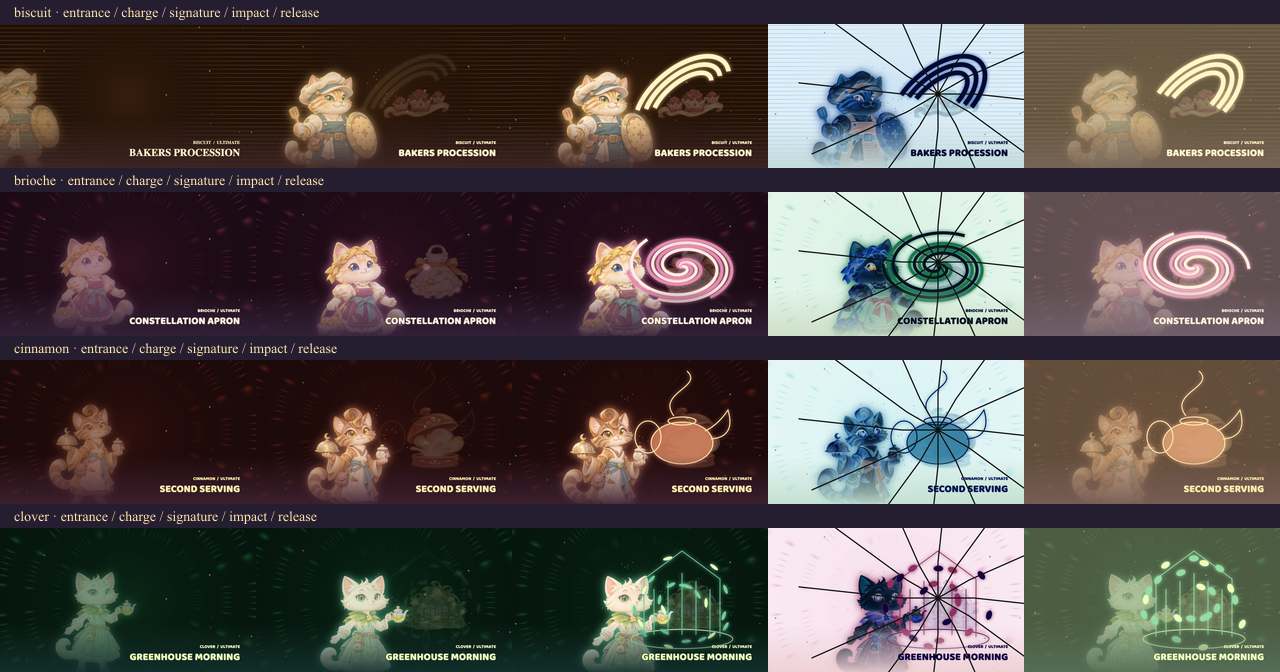 biscuit · entrance / charge / signature / impact / release
BISCUIT / ULTIMATE
BAKERS PROCESSION
BISCUIT / ULTIMATE
BAKERS PROCESSION
BISCUIT / ULTIMATE
BAKERS PROCESSION
BISCUIT / ULTIMATE
BAKERS PROCESSION
BISCUIT / ULTIMATE
BAKERS PROCESSION
brioche · entrance / charge / signature / impact / release
BRIOCHE / ULTIMATE
CONSTELLATION APRON
BRIOCHE / ULTIMATE
CONSTELLATION APRON
BRIOCHE / ULTIMATE
CONSTELLATION APRON
BRIOCHE / ULTIMATE
CONSTELLATION APRON
BRIOCHE / ULTIMATE
CONSTELLATION APRON
cinnamon · entrance / charge / signature / impact / release
CINNAMON / ULTIMATE
SECOND SERVING
CINNAMON / ULTIMATE
SECOND SERVING
CINNAMON / ULTIMATE
SECOND SERVING
CINNAMON / ULTIMATE
SECOND SERVING
CINNAMON / ULTIMATE
SECOND SERVING
clover · entrance / charge / signature / impact / release
CLOVER / ULTIMATE
GREENHOUSE MORNING
CLOVER / ULTIMATE
GREENHOUSE MORNING
CLOVER / ULTIMATE
GREENHOUSE MORNING
CLOVER / ULTIMATE
GREENHOUSE MORNING
CLOVER / ULTIMATE
GREENHOUSE MORNING